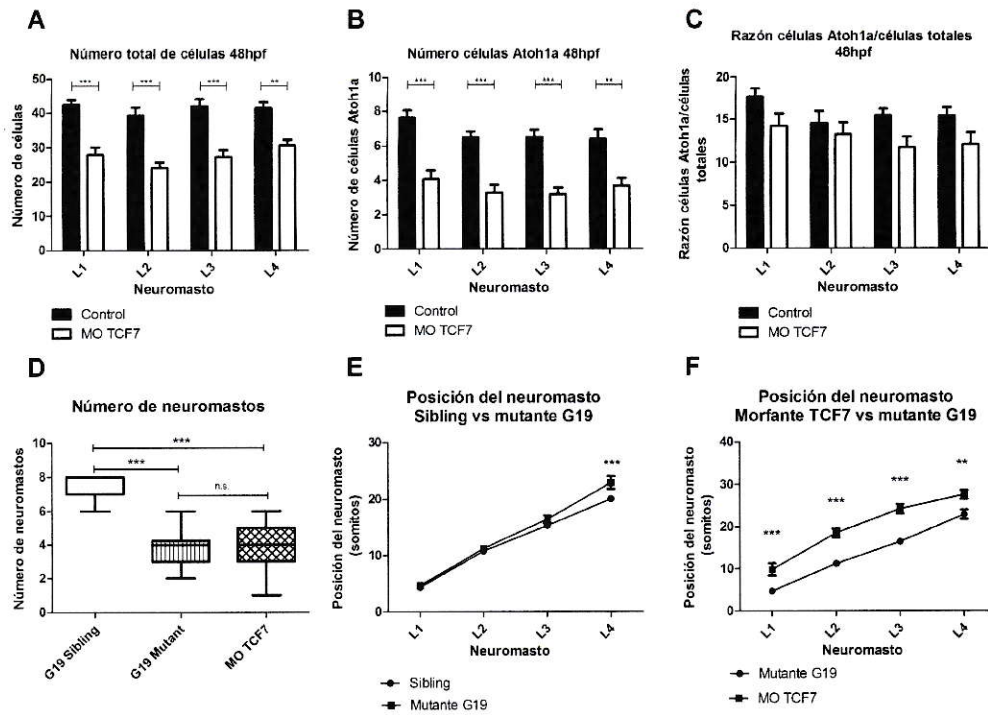 A
Número total de células 48hpf
Número de células
50
40
30
20
10
0
***
***
***
**
L1
L2
L3
L4
Neuromasto
Control
MO TCF7
B
Número células Atoh1a 48hpf
Número de células Atoh1a
10
8
6
4
2
0
***
***
***
**
L1
L2
L3
L4
Neuromasto
Control
MO TCF7
C
Razón células Atoh1a/células totales
48hpf
Razón células Atoh1a/células
totales
20
15
10
5
0
L1
L2
L3
L4
Neuromasto
Control
MO TCF7
D
Número de neuromastos
Número de neuromastos
10
8
6
4
2
0
***
***
n.s.
G19 Sibling
G19 Mutant
MO TCF7
E
Posición del neuromasto
Sibling vs mutante G19
Posición del neuromasto
(somitos)
30
20
10
0
***
L1
L2
L3
L4
Neuromasto
Sibling
Mutante G19
F
Posición del neuromasto
Morfante TCF7 vs mutante G19
Posición del neuromasto
(somitos)
40
30
20
10
0
***
***
***
**
L1
L2
L3
L4
Neuromasto
Mutante G19
MO TCF7